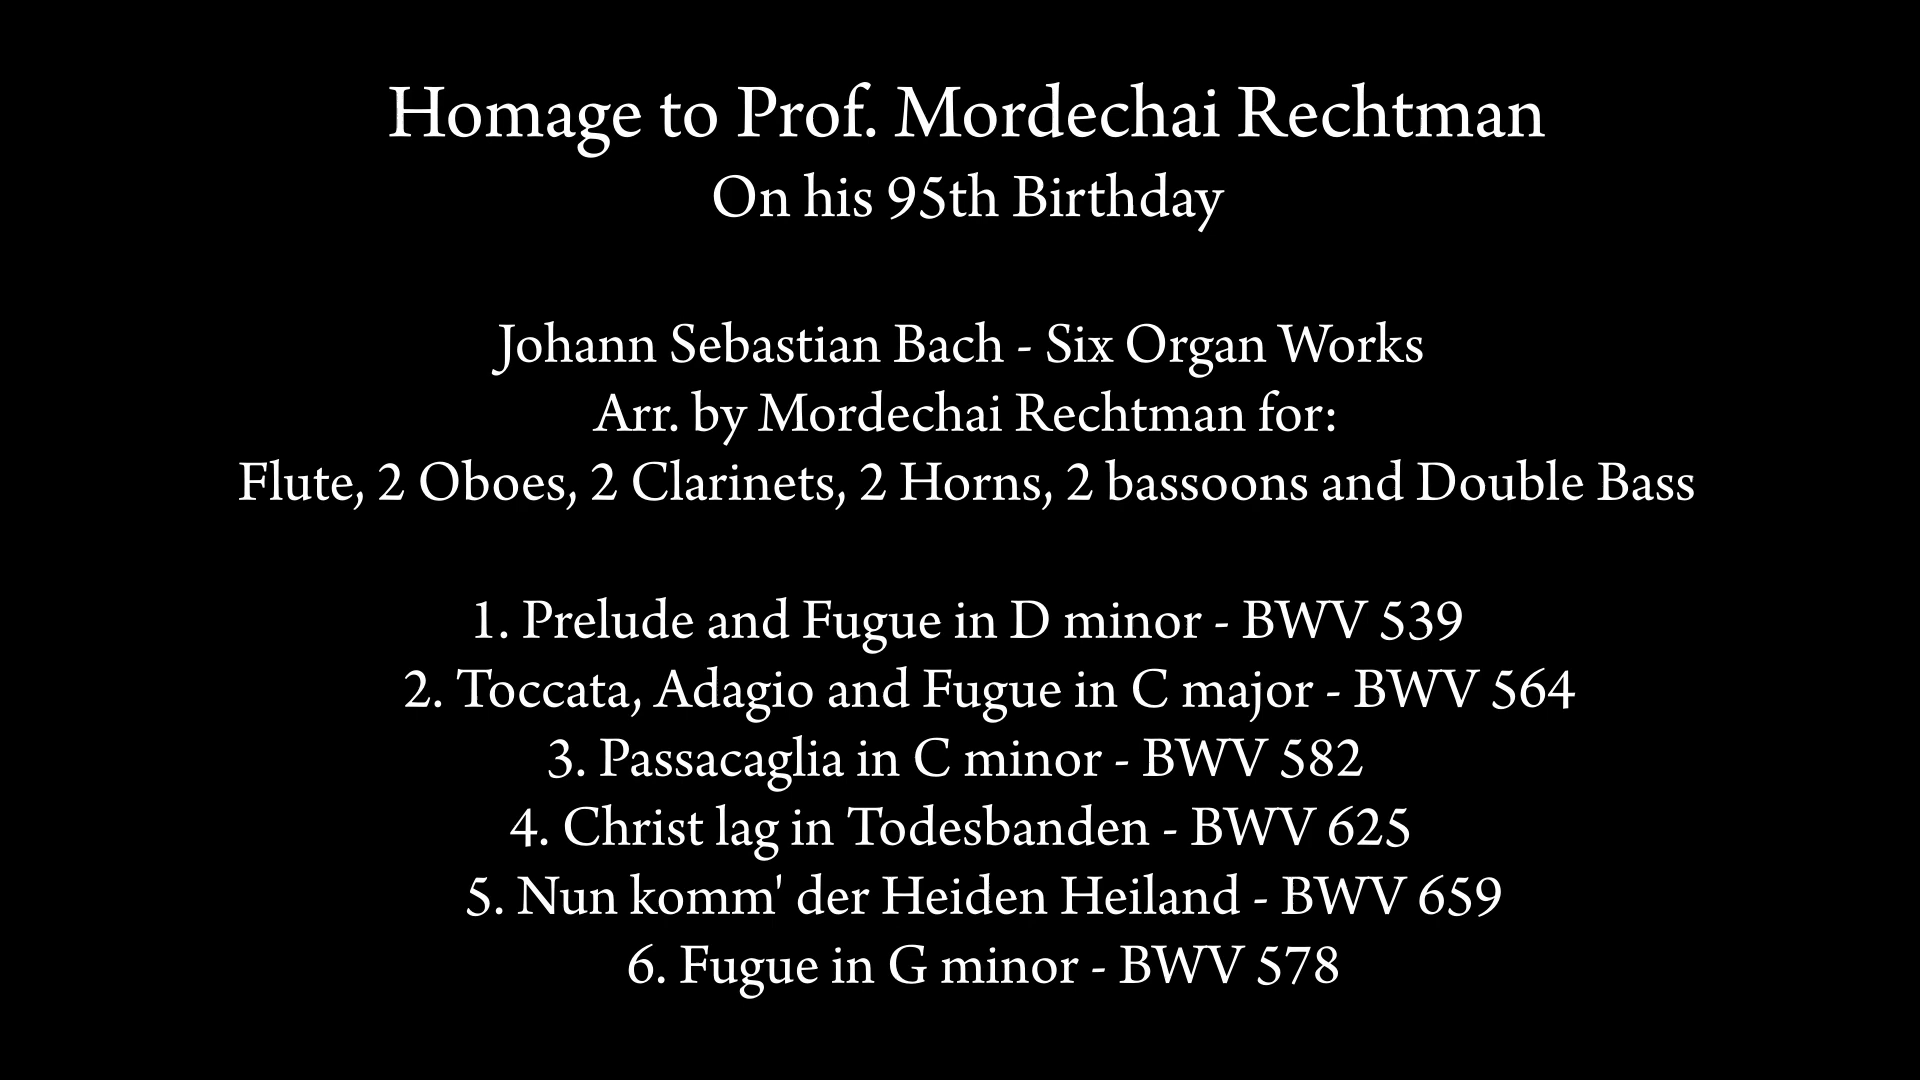 Homage to Prof. Mordechai Rechtman
On his 95th Birthday
Johann Sebastian Bach - Six Organ Works
Arr. by Mordechai Rechtman for:
Flute, 2 Oboes, 2 Clarinets, 2 Horns, 2 bassoons and Double Bass
1. Prelude and Fugue in D minor - BWV 539
2. Toccata, Adagio and Fugue in C major - BWV 564
3. Passacaglia in C minor - BWV 582
4. Christ lag in Todesbanden - BWV 625
5. Nun komm' der Heiden Heiland - BWV 659
6. Fugue in G minor - BWV 578